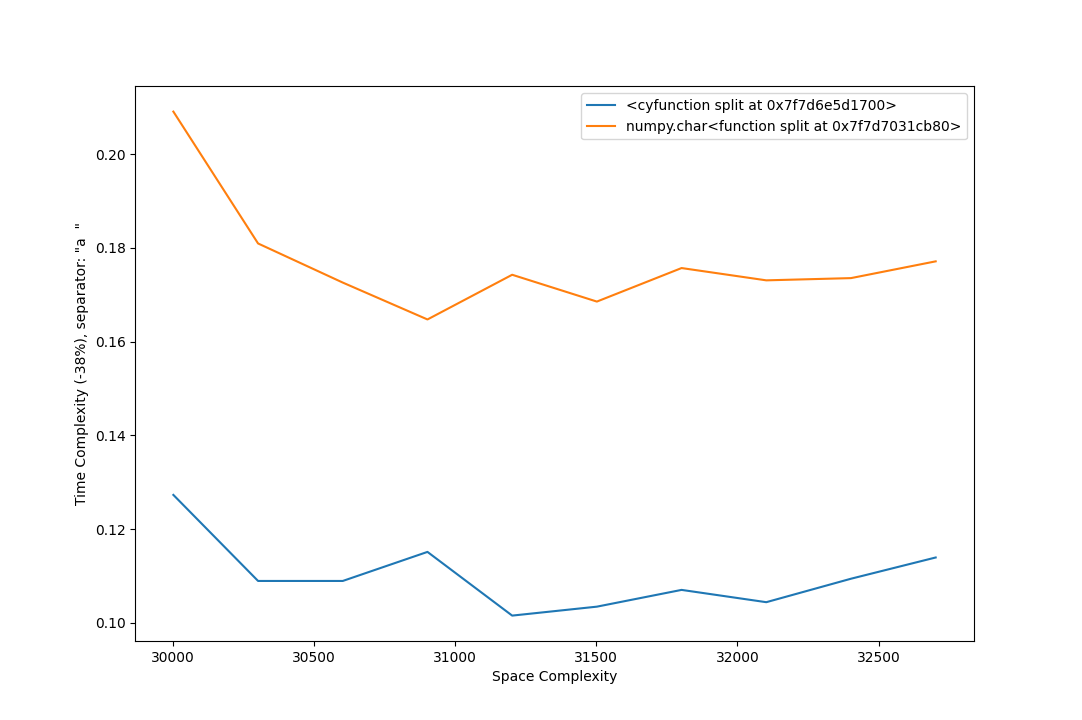 <cyfunction split at 0x7f7d6e5d1700>
numpy.char<function split at 0x7f7d7031cb80>
Time Complexity (-38%), separator: "a  "
0.20
0.18
0.16
0.14
0.12
0.10
30000 30500 31000 31500 32000 32500
Space Complexity